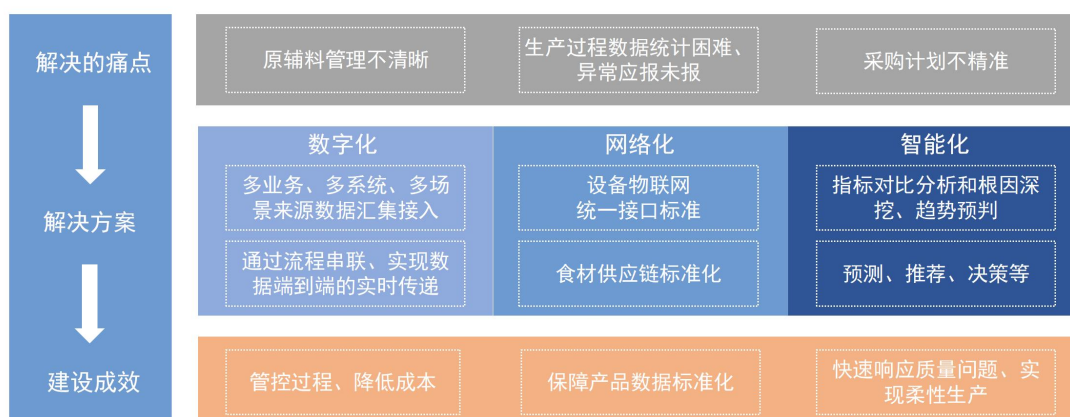 解决的痛点
原辅料管理不清晰
生产过程数据统计困难、
异常应报未报
采购计划不精准
解决方案
数字化
多业务、多系统、多场
景来源数据汇集接入
通过流程串联、实现数
据端到端的实时传递
网络化
设备物联网
统一接口标准
食材供应链标准化
智能化
指标对比分析和根因深
挖、趋势预判
预测、推荐、决策等
建设成效
管控过程、降低成本
保障产品数据标准化
快速响应质量问题、实
现柔性生产